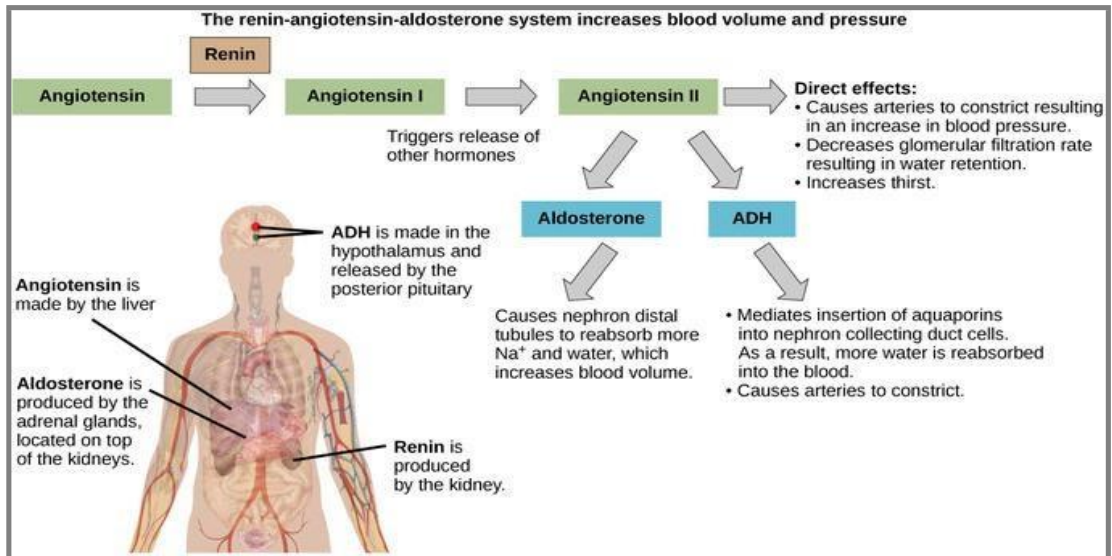 The renin-angiotensin-aldosterone system increases blood volume and pressure
Renin
Angiotensin
Angiotensin I
Angiotensin II
Triggers release of
other hormones
Direct effects:
• Causes arteries to constrict resulting
in an increase in blood pressure.
• Decreases glomerular filtration rate
resulting in water retention.
• Increases thirst.
Aldosterone
ADH
ADH is made in the
hypothalamus and
released by the
posterior pituitary
Angiotensin is
made by the liver
Aldosterone is
produced by the
adrenal glands,
located on top
of the kidneys.
Renin is
produced
by the kidney.
Causes nephron distal
tubules to reabsorb more
Na⁺ and water, which
increases blood volume.
• Mediates insertion of aquaporins
into nephron collecting duct cells.
As a result, more water is reabsorbed
into the blood.
• Causes arteries to constrict.